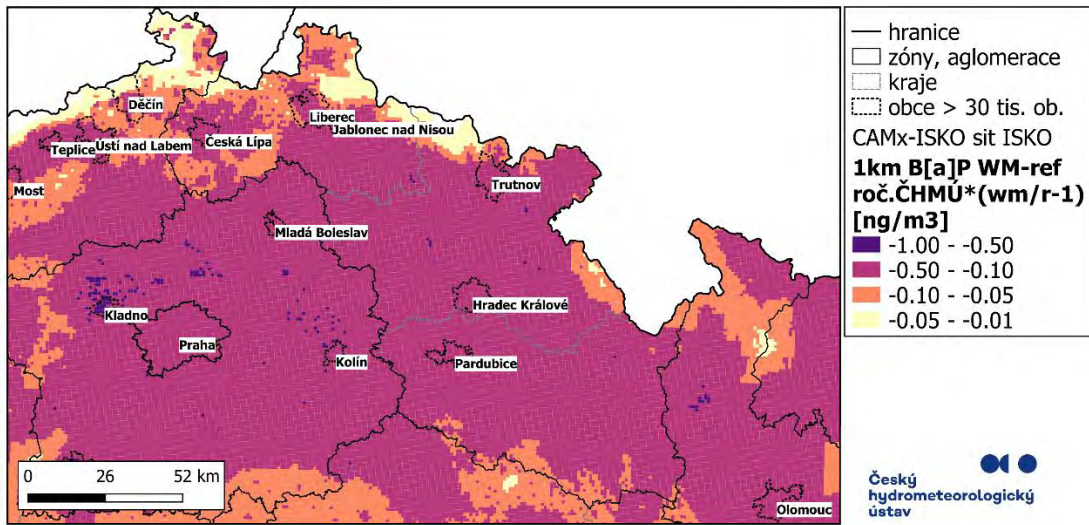 Děčín
Liberec
Jablonec nad Nisou
Teplice
Ústí nad Labem
Česká Lípa
Most
Trutnov
Mladá Boleslav
Hradec Králové
Kladno
Praha
Kolín
Pardubice
Olomouc
0 26 52 km
hranice
zóny, aglomerace
kraje
obce > 30 tis. ob.
CAMx-ISKO sit ISKO
1km B[a]P WM-ref
roč.ČHMÚ*(wm/r-1)
[ng/m3]
-1.00 - -0.50
-0.50 - -0.10
-0.10 - -0.05
-0.05 - -0.01
Český
hydrometeorologický
ústav